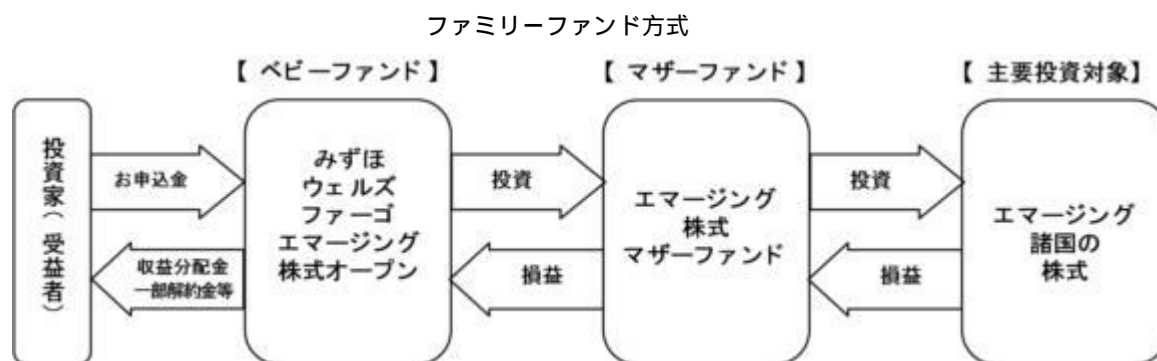 ファミリーファンド方式
【 ベビーファンド 】
【 マザーファンド 】
【 主要投資対象】
投資家（受益者）
お申込金
収益分配金
一部解約金等
みずほ
ウェルズ
ファーゴ
エマージング
株式オープン
投資
損益
エマージング
株式
マザーファンド
投資
損益
エマージング
諸国の
株式